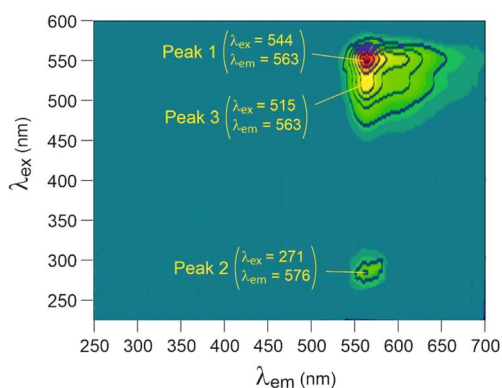 λex (nm)
600
550
500
450
400
350
300
250
Peak 1 (λex = 544
λem = 563)
Peak 3 (λex = 515
λem = 563)
Peak 2 (λex = 271
λem = 576)
250 300 350 400 450 500 550 600 650 700
λem (nm)